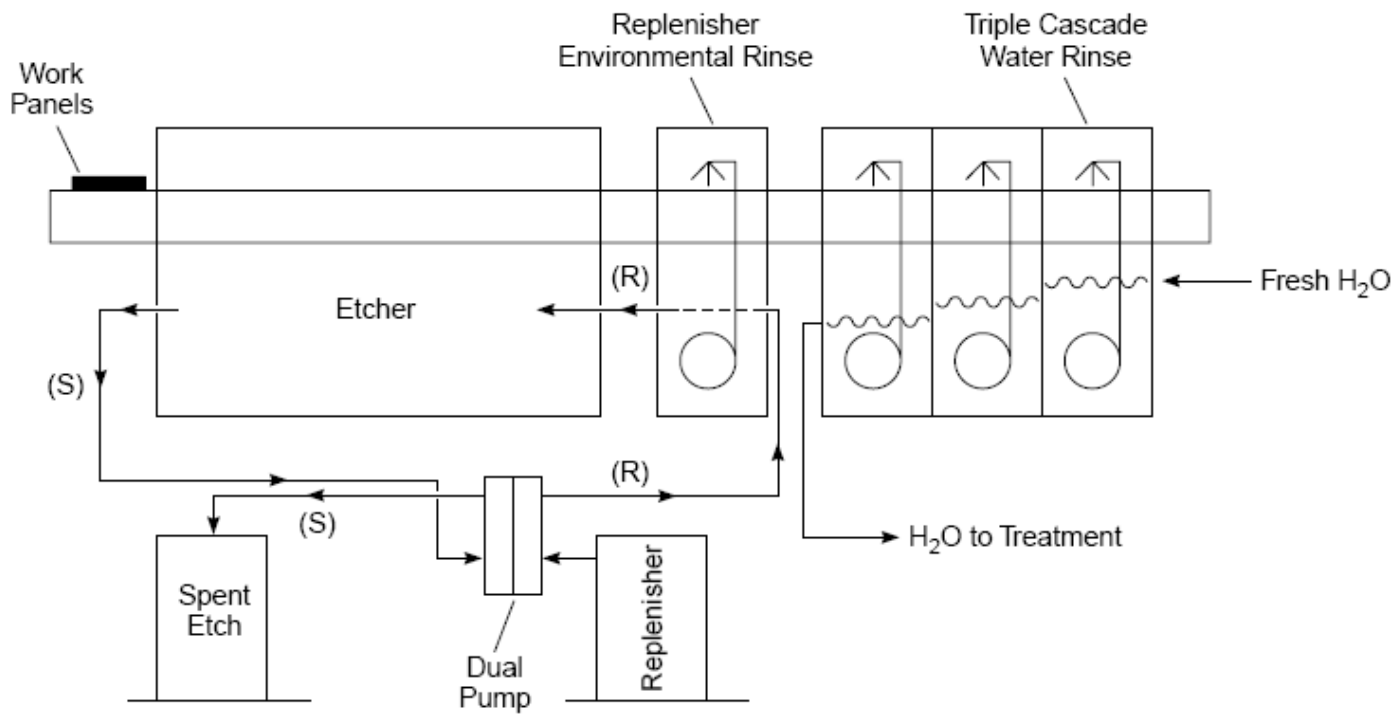 Replenisher
Environmental Rinse
Triple Cascade
Water Rinse
Work
Panels
(R)
Fresh H₂O
Etcher
(S)
(R)
(S)
H₂O to Treatment
Spent
Etch
Replenisher
Dual
Pump